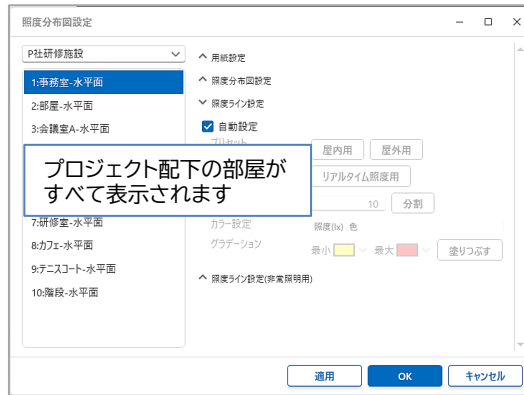 照度分布図設定
P社研修施設
1:事務室-水平面
2:部屋-水平面
3:会議室A-水平面
プロジェクト配下の部屋が
すべて表示されます
7:研修室-水平面
8:カフェ-水平面
9:テニスコート-水平面
10:階段-水平面
用紙設定
照度分布図設定
照度ライン設定
自動設定
プリセット
屋内用 屋外用
リアルタイム照度用
10 分割
カラー設定 照度(lx) 色
グラデーション 最小 最大 塗りつぶす
照度ライン設定(非常照明用)
適用 OK キャンセル